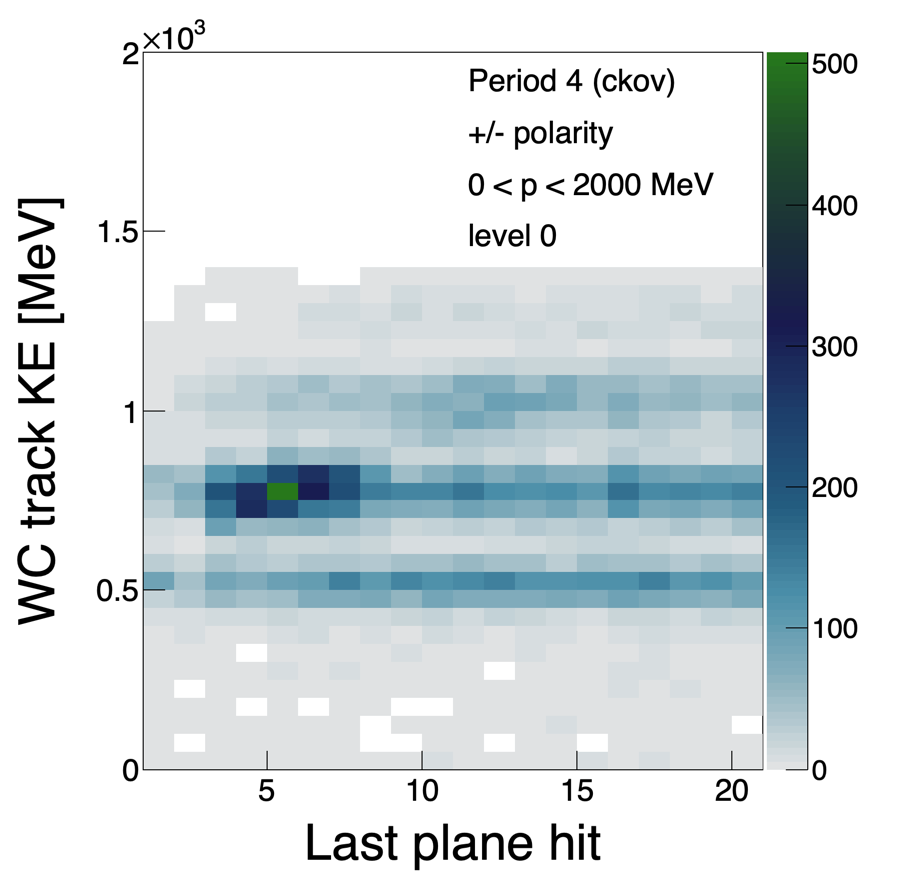 2 ×10³
1.5
1
0.5
0
WC track KE [MeV]
Period 4 (ckov)
+/- polarity
0 < p < 2000 MeV
level 0
500
400
300
200
100
0
5 10 15 20
Last plane hit